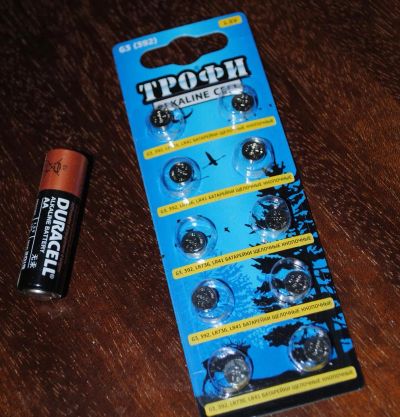 G3 (392)
1.5V
ТРОФИ
ALKALINE CELL
G3, 392, LR736, LR41 БАТАРЕЙКИ ЩЕЛОЧНЫЕ КНОПОЧНЫЕ
G3, 392, LR736, LR41 БАТАРЕЙКИ ЩЕЛОЧНЫЕ КНОПОЧНЫЕ
G3, 392, LR736, LR41 БАТАРЕЙКИ ЩЕЛОЧНЫЕ КНОПОЧНЫЕ
G3, 392, LR736, LR41 БАТАРЕЙКИ ЩЕЛОЧНЫЕ КНОПОЧНЫЕ
G3, 392, LR736, LR41 БАТАРЕЙКИ ЩЕЛОЧНЫЕ КНОПОЧНЫЕ
DURACELL
ALKALINE BATTERY
AA